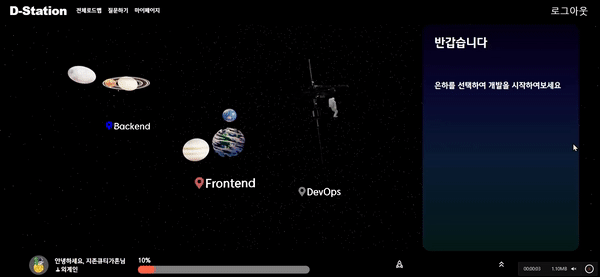 D-Station 전체로드맵 질문하기 마이페이지 로그아웃
반갑습니다
은하를 선택하여 개발을 시작하여보세요
Backend
Frontend
DevOps
안녕하세요, 지존큐티가흔님
외계인
10%
00:00:03 1.10MB